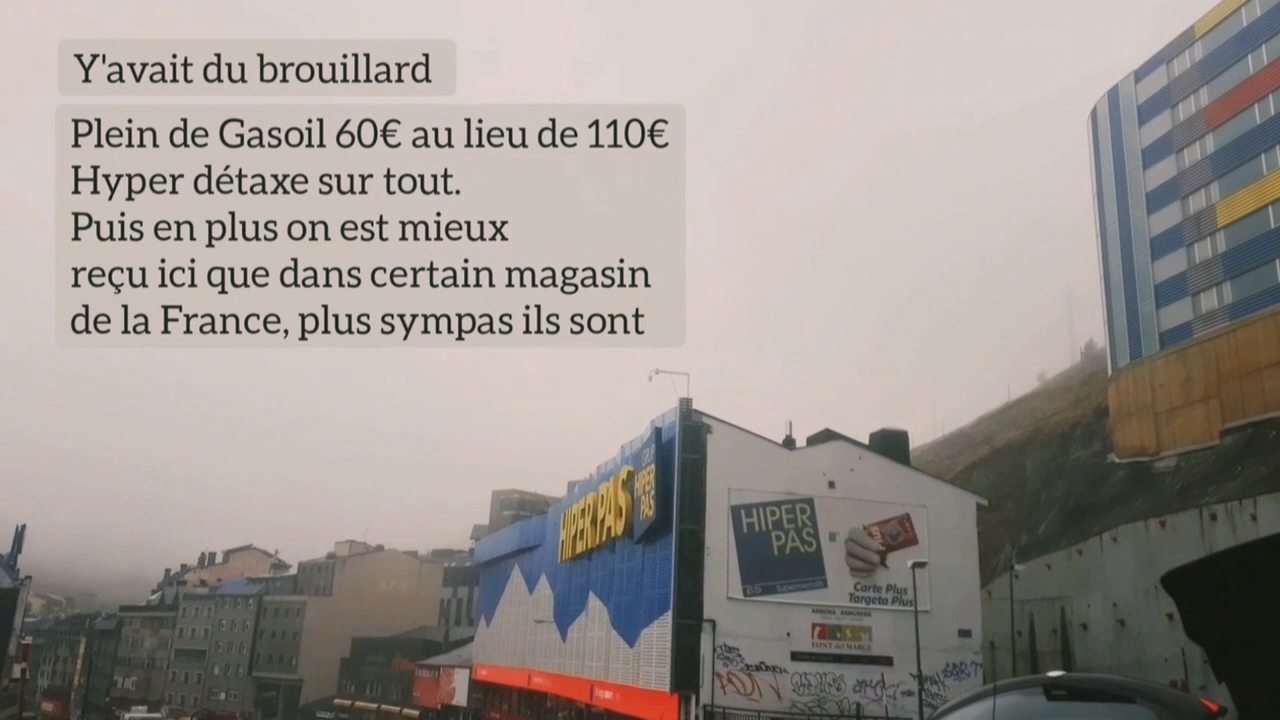 Y'avait du brouillard
Plein de Gasoil 60€ au lieu de 110€
Hyper détaxe sur tout.
Puis en plus on est mieux
reçu ici que dans certain magasin
de la France, plus sympas ils sont
HIPER PAS
GRUP
HIPER
PAS
HIPER
PAS
Carte Plus
Targeta Plus
FONT del MARGE